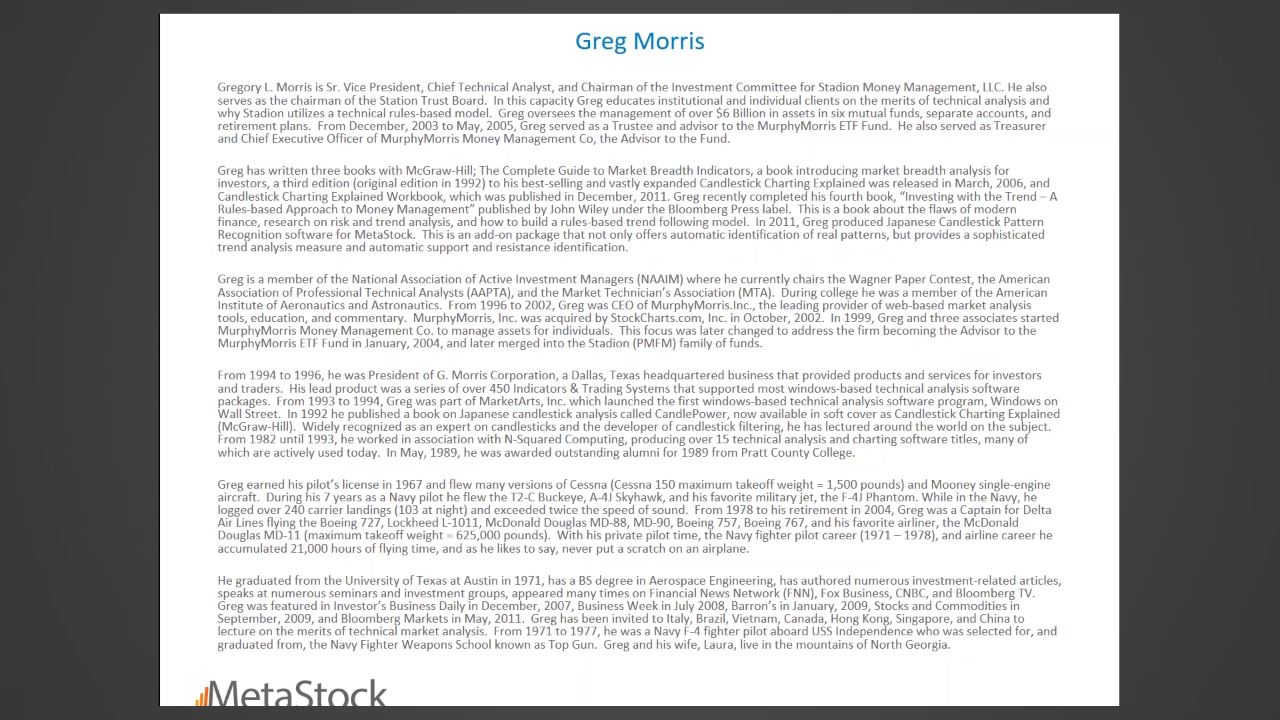 Greg Morris
Gregory L. Morris is Sr. Vice President, Chief Technical Analyst, and Chairman of the Investment Committee for Stadion Money Management, LLC. He also
serves as the chairman of the Station Trust Board. In this capacity Greg educates institutional and individual clients on the merits of technical analysis and
why Stadion utilizes a technical rules-based model. Greg oversees the management of over $6 Billion in assets in six mutual funds, separate accounts, and
retirement plans. From December, 2003 to May, 2005, Greg served as a Trustee and advisor to the MurphyMorris ETF Fund. He also served as Treasurer
and Chief Executive Officer of MurphyMorris Money Management Co, the Advisor to the Fund.
Greg has written three books with McGraw-Hill; The Complete Guide to Market Breadth Indicators, a book introducing market breadth analysis for
investors, a third edition (original edition in 1992) to his best-selling and vastly expanded Candlestick Charting Explained was released in March, 2006, and
Candlestick Charting Explained Workbook, which was published in December, 2011. Greg recently completed his fourth book, “Investing with the Trend – A
Rules-based Approach to Money Management” published by John Wiley under the Bloomberg Press label. This is a book about the flaws of modern
finance, research on risk and trend analysis, and how to build a rules-based trend following model. In 2011, Greg produced Japanese Candlestick Pattern
Recognition software for MetaStock. This is an add-on package that not only offers automatic identification of real patterns, but provides a sophisticated
trend analysis measure and automatic support and resistance identification.
Greg is a member of the National Association of Active Investment Managers (NAAIM) where he currently chairs the Wagner Paper Contest, the American
Association of Professional Technical Analysts (AAPTA), and the Market Technician’s Association (MTA). During college he was a member of the American
Institute of Aeronautics and Astronautics. From 1996 to 2002, Greg was CEO of MurphyMorris.Inc., the leading provider of web-based market analysis
tools, education, and commentary. MurphyMorris, Inc. was acquired by StockCharts.com, Inc. in October, 2002. In 1999, Greg and three associates started
MurphyMorris Money Management Co. to manage assets for individuals. This focus was later changed to address the firm becoming the Advisor to the
MurphyMorris ETF Fund in January, 2004, and later merged into the Stadion (PMFM) family of funds.
From 1994 to 1996, he was President of G. Morris Corporation, a Dallas, Texas headquartered business that provided products and services for investors
and traders. His lead product was a series of over 450 Indicators & Trading Systems that supported most windows-based technical analysis software
packages. From 1993 to 1994, Greg was part of MarketArts, Inc. which launched the first windows-based technical analysis software program, Windows on
Wall Street. In 1992 he published a book on Japanese candlestick analysis called CandlePower, now available in soft cover as Candlestick Charting Explained
(McGraw-Hill). Widely recognized as an expert on candlesticks and the developer of candlestick filtering, he has lectured around the world on the subject.
From 1982 until 1993, he worked in association with N-Squared Computing, producing over 15 technical analysis and charting software titles, many of
which are actively used today. In May, 1989, he was awarded outstanding alumni for 1989 from Pratt County College.
Greg earned his pilot’s license in 1967 and flew many versions of Cessna (Cessna 150 maximum takeoff weight = 1,500 pounds) and Mooney single-engine
aircraft. During his 7 years as a Navy pilot he flew the T2-C Buckeye, A-4J Skyhawk, and his favorite military jet, the F-4J Phantom. While in the Navy, he
logged over 240 carrier landings (103 at night) and exceeded twice the speed of sound. From 1978 to his retirement in 2004, Greg was a Captain for Delta
Air Lines flying the Boeing 727, Lockheed L-1011, McDonald Douglas MD-88, MD-90, Boeing 757, Boeing 767, and his favorite airliner, the McDonald
Douglas MD-11 (maximum takeoff weight = 625,000 pounds). With his private pilot time, the Navy fighter pilot career (1971 – 1978), and airline career he
accumulated 21,000 hours of flying time, and as he likes to say, never put a scratch on an airplane.
He graduated from the University of Texas at Austin in 1971, has a BS degree in Aerospace Engineering, has authored numerous investment-related articles,
speaks at numerous seminars and investment groups, appeared many times on Financial News Network (FNN), Fox Business, CNBC, and Bloomberg TV.
Greg was featured in Investor’s Business Daily in December, 2007, Business Week in July 2008, Barron’s in January, 2009, Stocks and Commodities in
September, 2009, and Bloomberg Markets in May, 2011. Greg has been invited to Italy, Brazil, Vietnam, Canada, Hong Kong, Singapore, and China to
lecture on the merits of technical market analysis. From 1971 to 1977, he was a Navy F-4 fighter pilot aboard USS Independence who was selected for, and
graduated from, the Navy Fighter Weapons School known as Top Gun. Greg and his wife, Laura, live in the mountains of North Georgia.
MetaStock